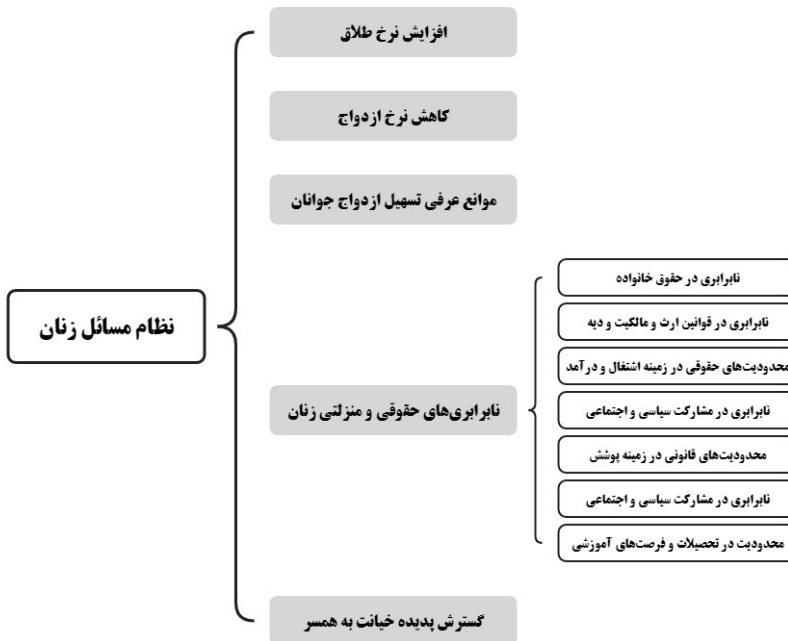 نظام مسائل زنان
افزایش نرخ طلاق
کاهش نرخ ازدواج
موانع عرفی تسهیل ازدواج جوانان
نابرابری‌های حقوقی و منزلتی زنان
نابرابری در حقوق خانواده
نابرابری در قوانین ارث و مالکیت و دیه
محدودیت‌های حقوقی در زمینه اشتغال و درآمد
نابرابری در مشارکت سیاسی و اجتماعی
محدودیت‌های قانونی در زمینه پوشش
نابرابری در مشارکت سیاسی و اجتماعی
محدودیت در تحصیلات و فرصت‌های آموزشی
گسترش پدیده خیانت به همسر